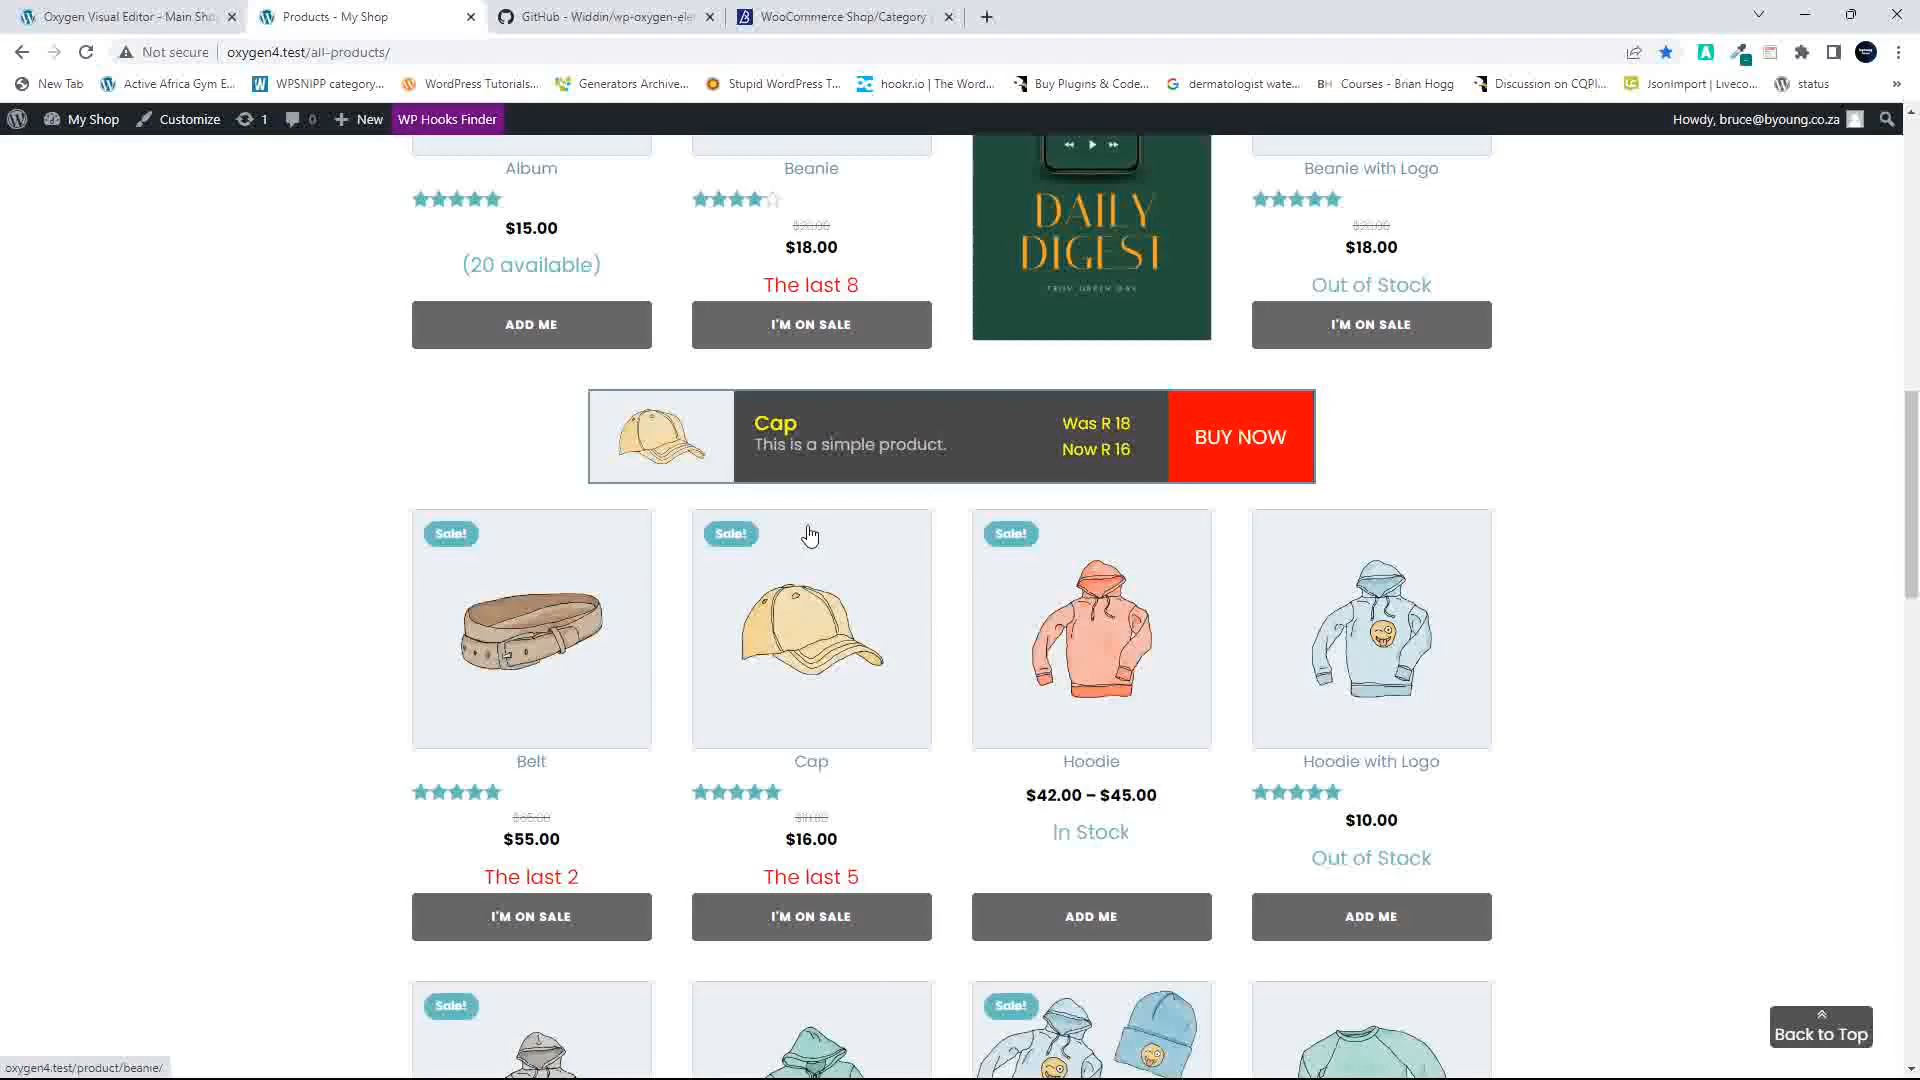 Oxygen Visual Editor - Main Sho
Products - My Shop
GitHub - Widdin/wp-oxygen-ele
WooCommerce Shop/Category
Not secure
oxygen4.test/all-products/
New Tab
Active Africa Gym E...
WPSNIPP category...
WordPress Tutorials...
Generators Archive...
Stupid WordPress T...
hookr.io | The Word...
Buy Plugins & Code...
dermatologist wate...
BH Courses - Brian Hogg
Discussion on CQPI...
Jsonimport | Liveco...
status
My Shop
Customize
1
0
New
WP Hooks Finder
Howdy, bruce@byoung.co.za
Album
Beanie
Beanie with Logo
$15.00
$20.00
$18.00
DAILY
DIGEST
$20.00
$18.00
(20 available)
The last 8
Out of Stock
ADD ME
I'M ON SALE
I'M ON SALE
Cap
This is a simple product.
Was R 18
Now R 16
BUY NOW
Sale!
Sale!
Sale!
Belt
Cap
Hoodie
Hoodie with Logo
$65.00
$55.00
$16.00
$42.00 – $45.00
$10.00
The last 2
The last 5
In Stock
Out of Stock
I'M ON SALE
I'M ON SALE
ADD ME
ADD ME
Sale!
Sale!
Back to Top
oxygen4.test/product/beanie/